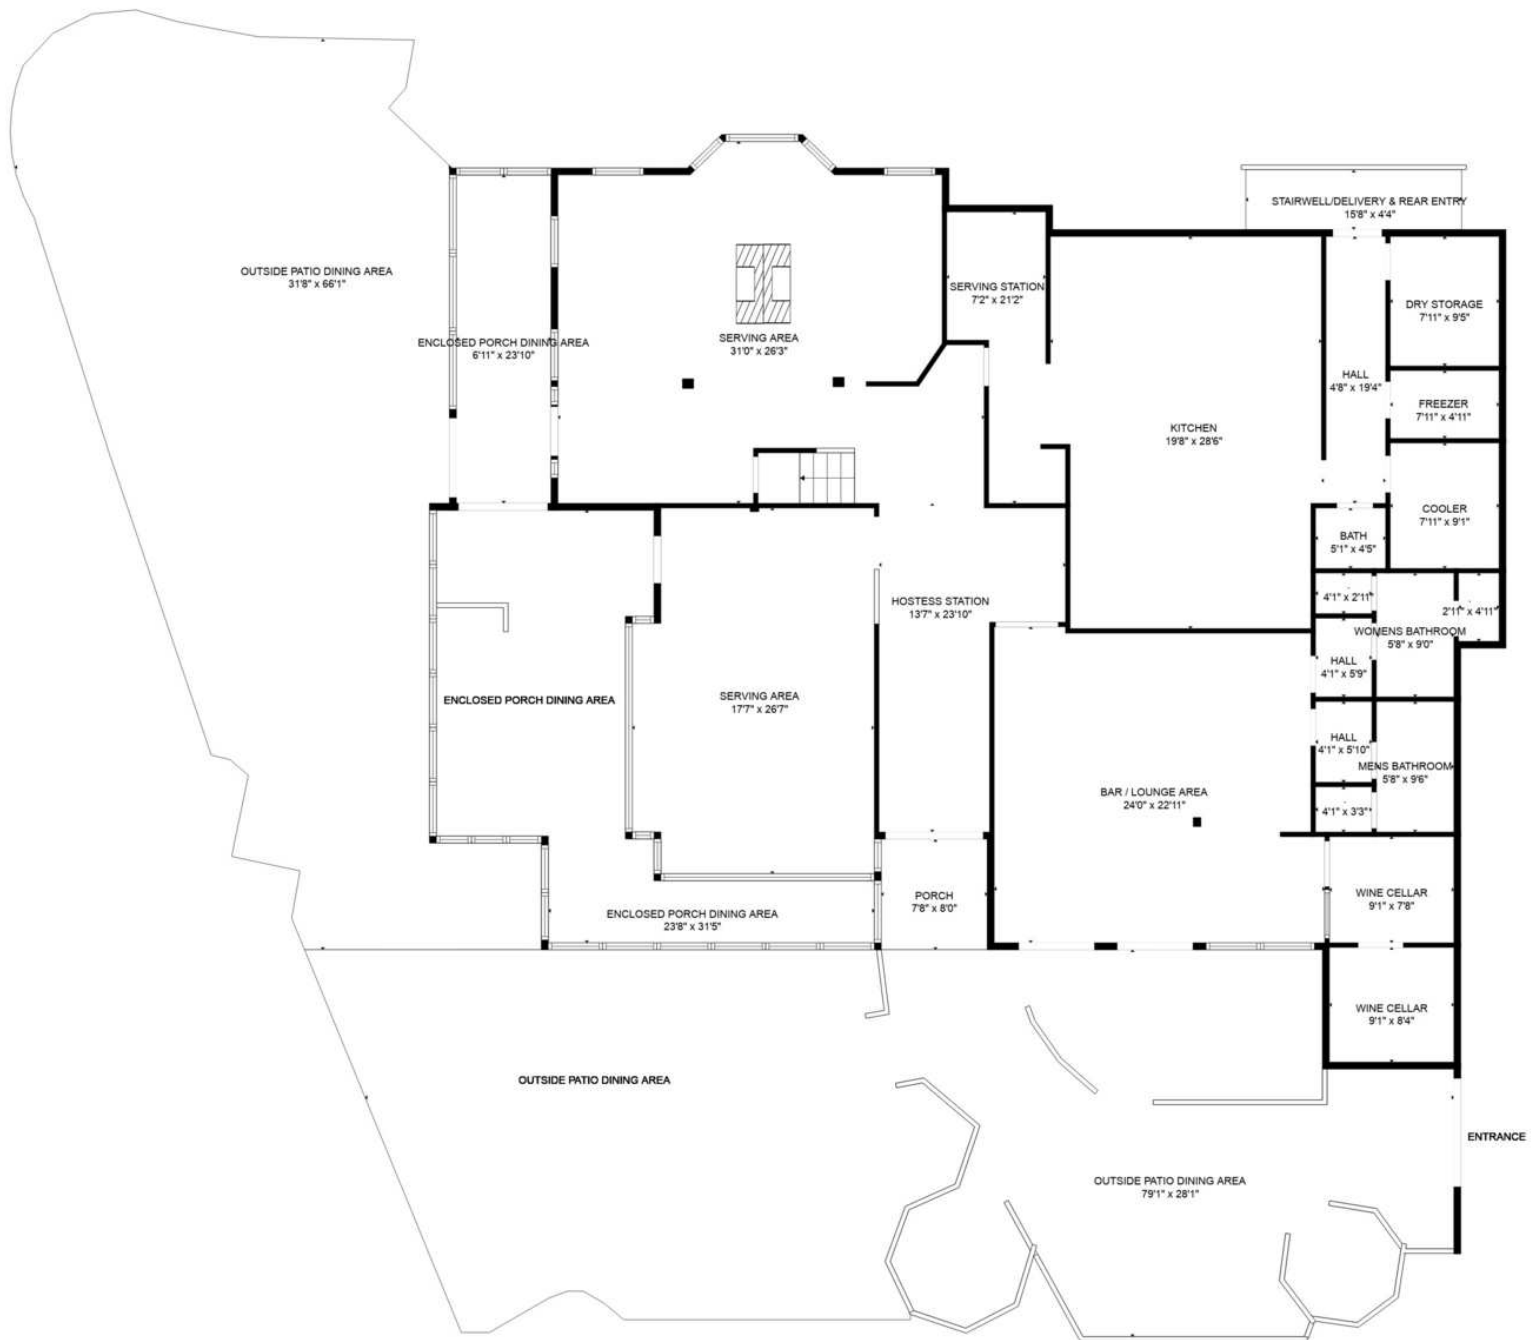 STAIRWELL/DELIVERY & REAR ENTRY
15'8" x 4'4"
OUTSIDE PATIO DINING AREA
31'8" x 66'1"
SERVING STATION
7'2" x 21'2"
DRY STORAGE
7'11" x 9'5"
ENCLOSED PORCH DINING AREA
6'11" x 23'10"
SERVING AREA
31'0" x 26'3"
HALL
4'8" x 19'4"
FREEZER
7'11" x 4'11"
KITCHEN
19'8" x 28'6"
COOLER
7'11" x 9'1"
BATH
5'1" x 4'5"
HOSTESS STATION
13'7" x 23'10"
4'1" x 2'11"
2'11" x 4'11"
WOMENS BATHROOM
5'8" x 9'0"
HALL
4'1" x 5'9"
ENCLOSED PORCH DINING AREA
SERVING AREA
17'7" x 26'7"
HALL
4'1" x 5'10"
MENS BATHROOM
5'8" x 9'6"
BAR / LOUNGE AREA
24'0" x 22'11"
4'1" x 3'3"
PORCH
7'8" x 8'0"
WINE CELLAR
9'1" x 7'8"
ENCLOSED PORCH DINING AREA
23'8" x 31'5"
WINE CELLAR
9'1" x 8'4"
OUTSIDE PATIO DINING AREA
ENTRANCE
OUTSIDE PATIO DINING AREA
79'1" x 28'1"